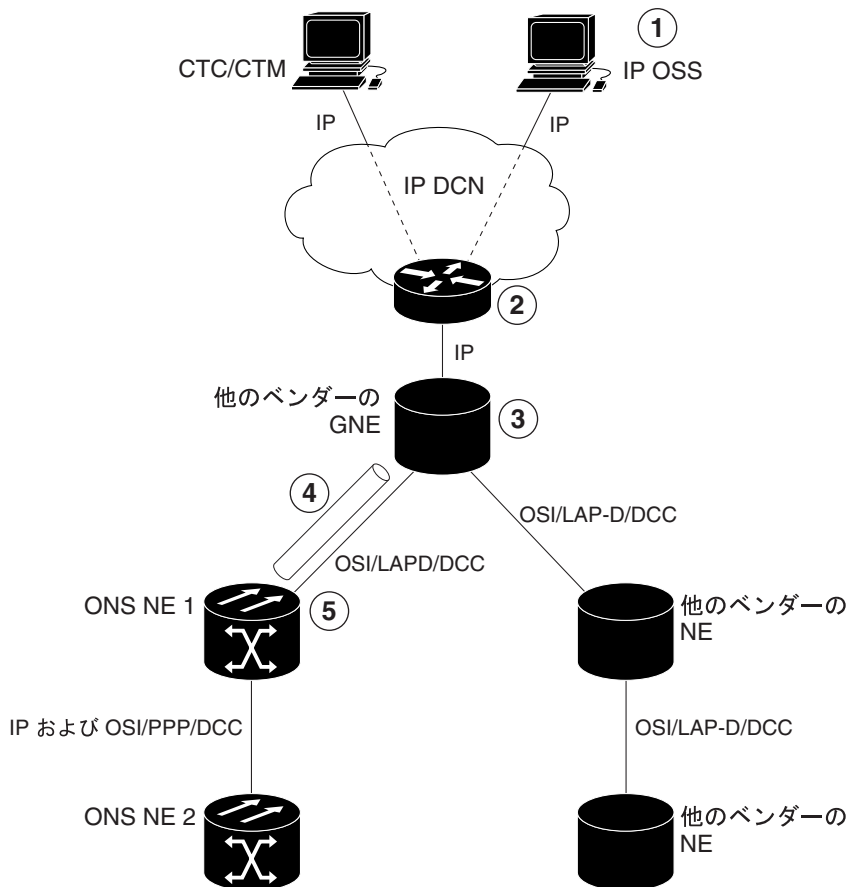 1
CTC/CTM
IP OSS
IP
IP
IP DCN
2
IP
他のベンダーの
GNE
3
4
OSI/LAP-D/DCC
OSI/LAPD/DCC
ONS NE 1
5
他のベンダーの
NE
IP および OSI/PPP/DCC
OSI/LAP-D/DCC
ONS NE 2
他のベンダーの
NE